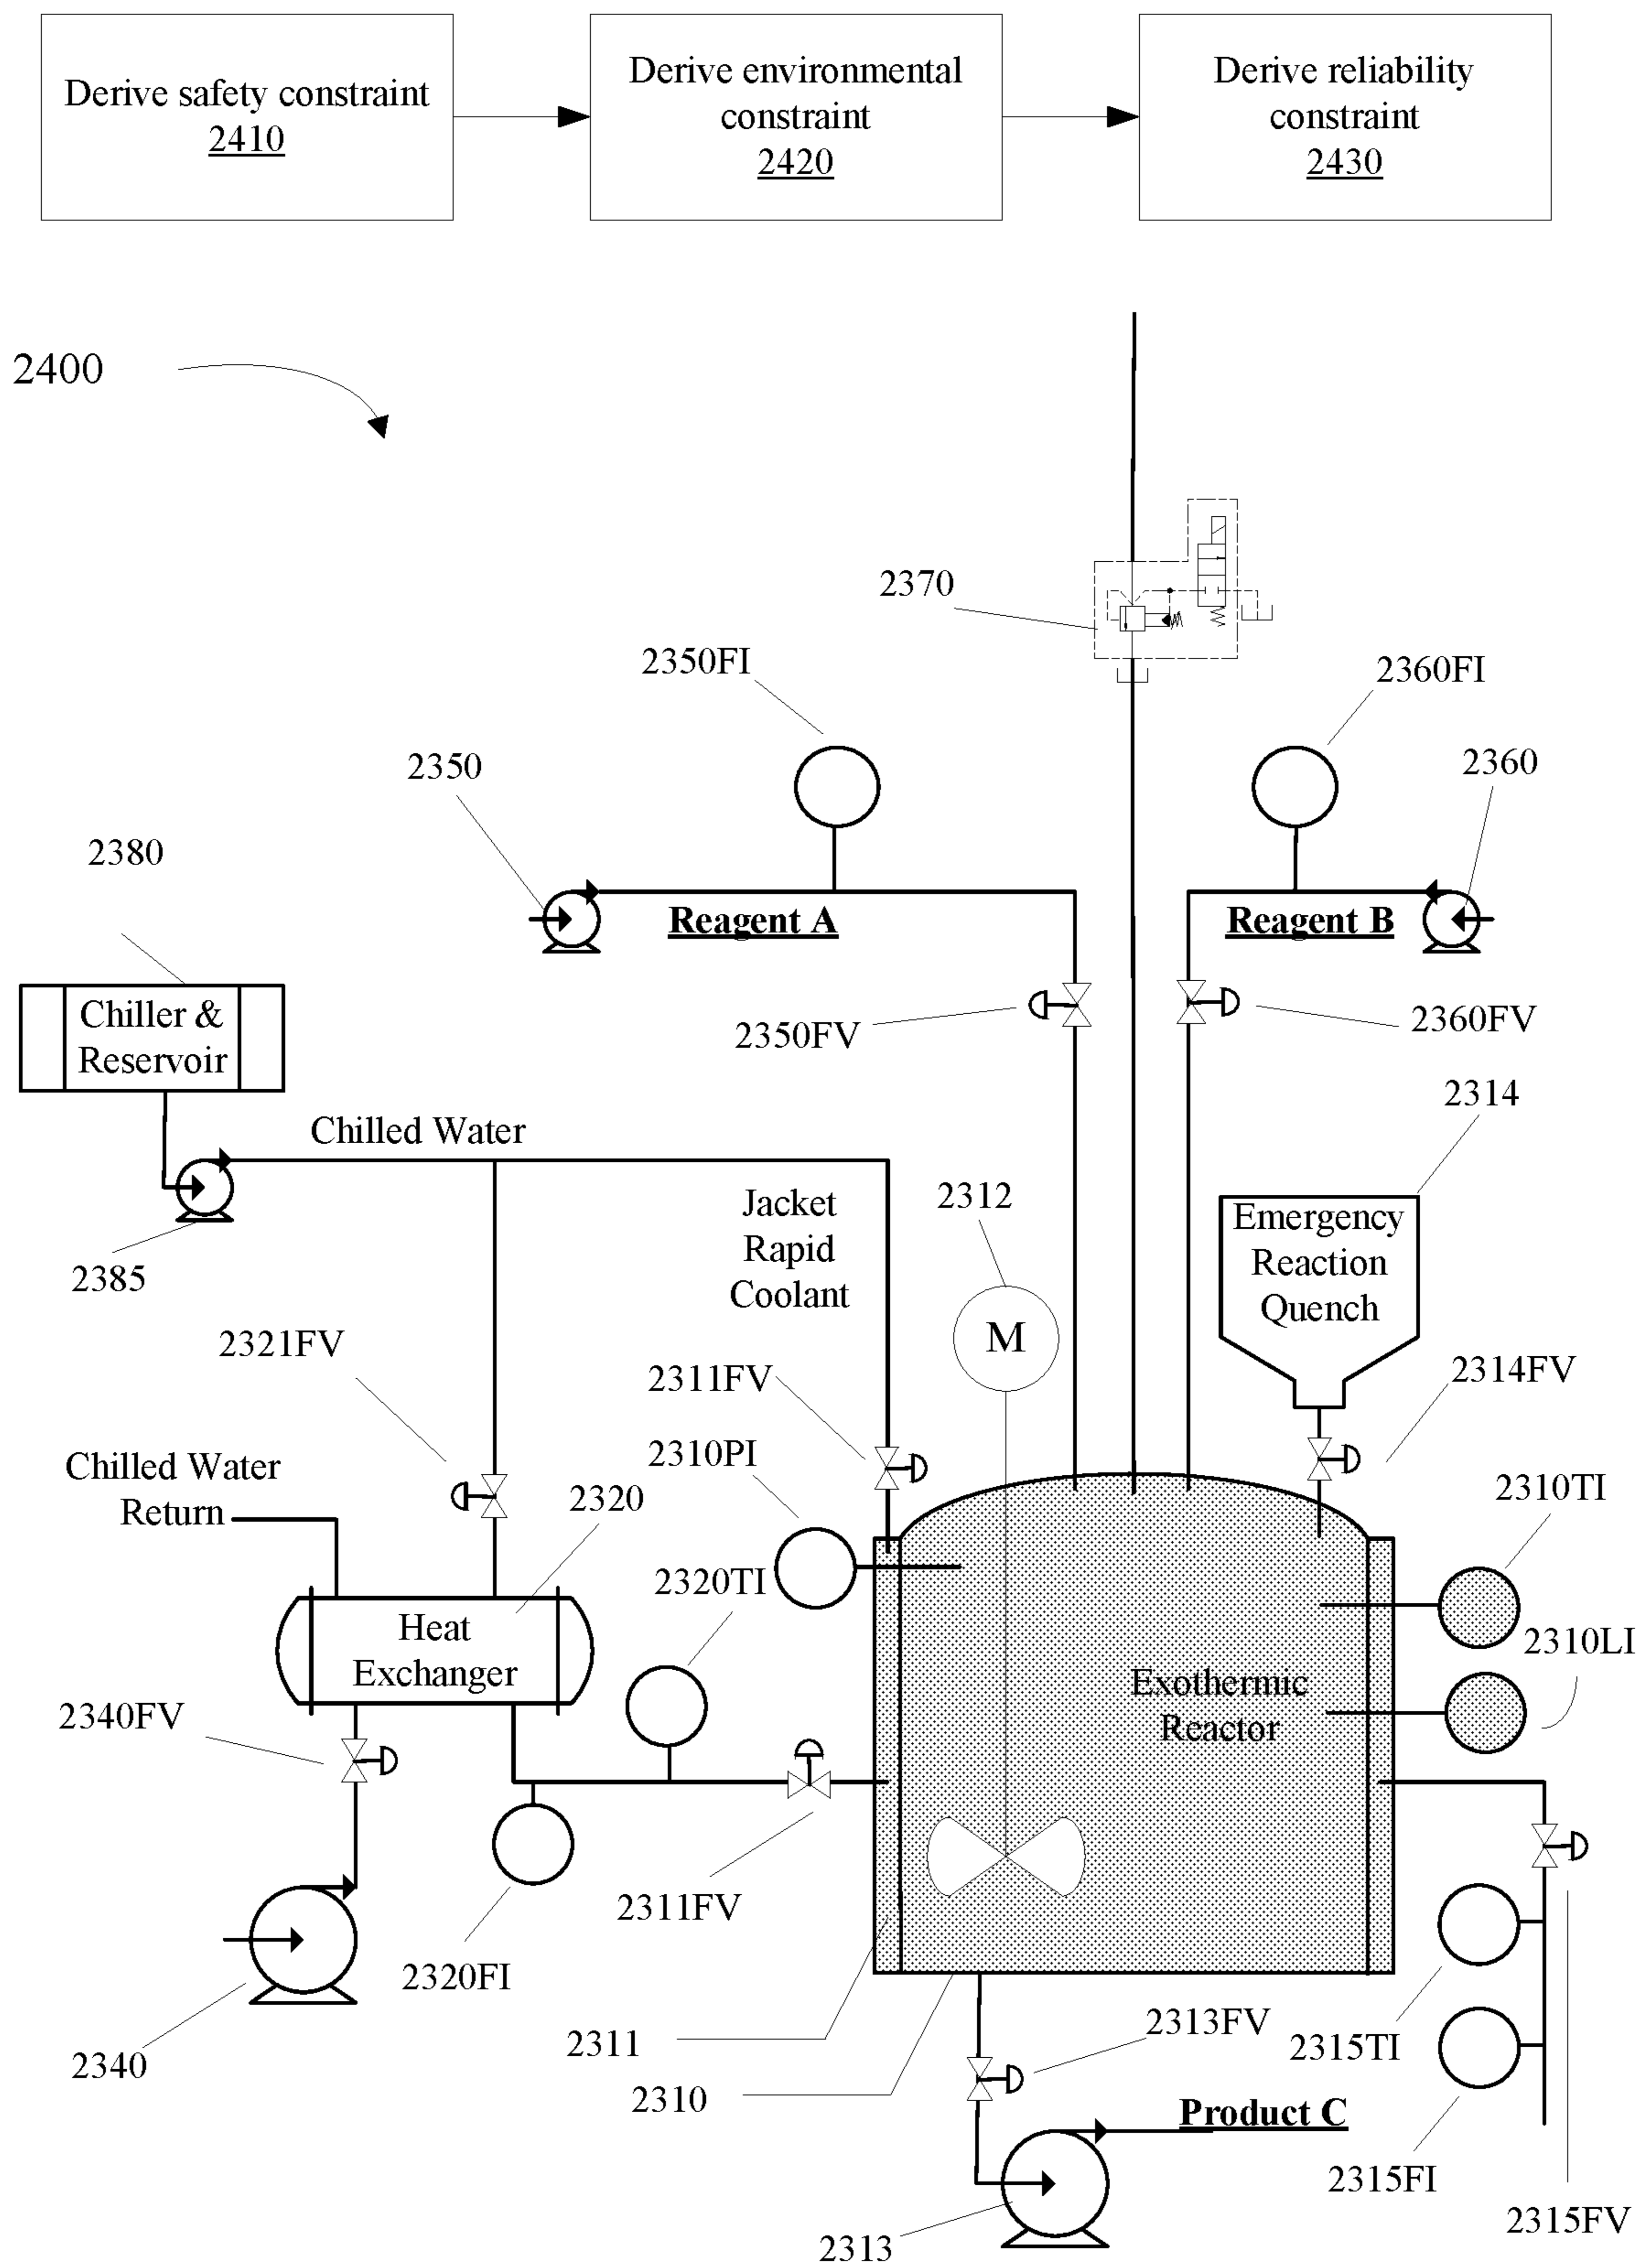 Derive safety constraint
2410
Derive environmental
constraint
2420
Derive reliability
constraint
2430
2400
2370
2350FI
2360FI
2350
2360
2380
Reagent A
Reagent B
Chiller &
Reservoir
2350FV
2360FV
2314
Chilled Water
2312
Jacket
Rapid
Coolant
Emergency
Reaction
Quench
2385
M
2321FV
2311FV
2314FV
2310PI
Chilled Water
Return
2320
2310TI
2320TI
Heat
Exchanger
2310LI
Exothermic
Reactor
2340FV
2311FV
2320FI
2313FV
2311
2315TI
2340
2310
Product C
2315FI
2315FV
2313